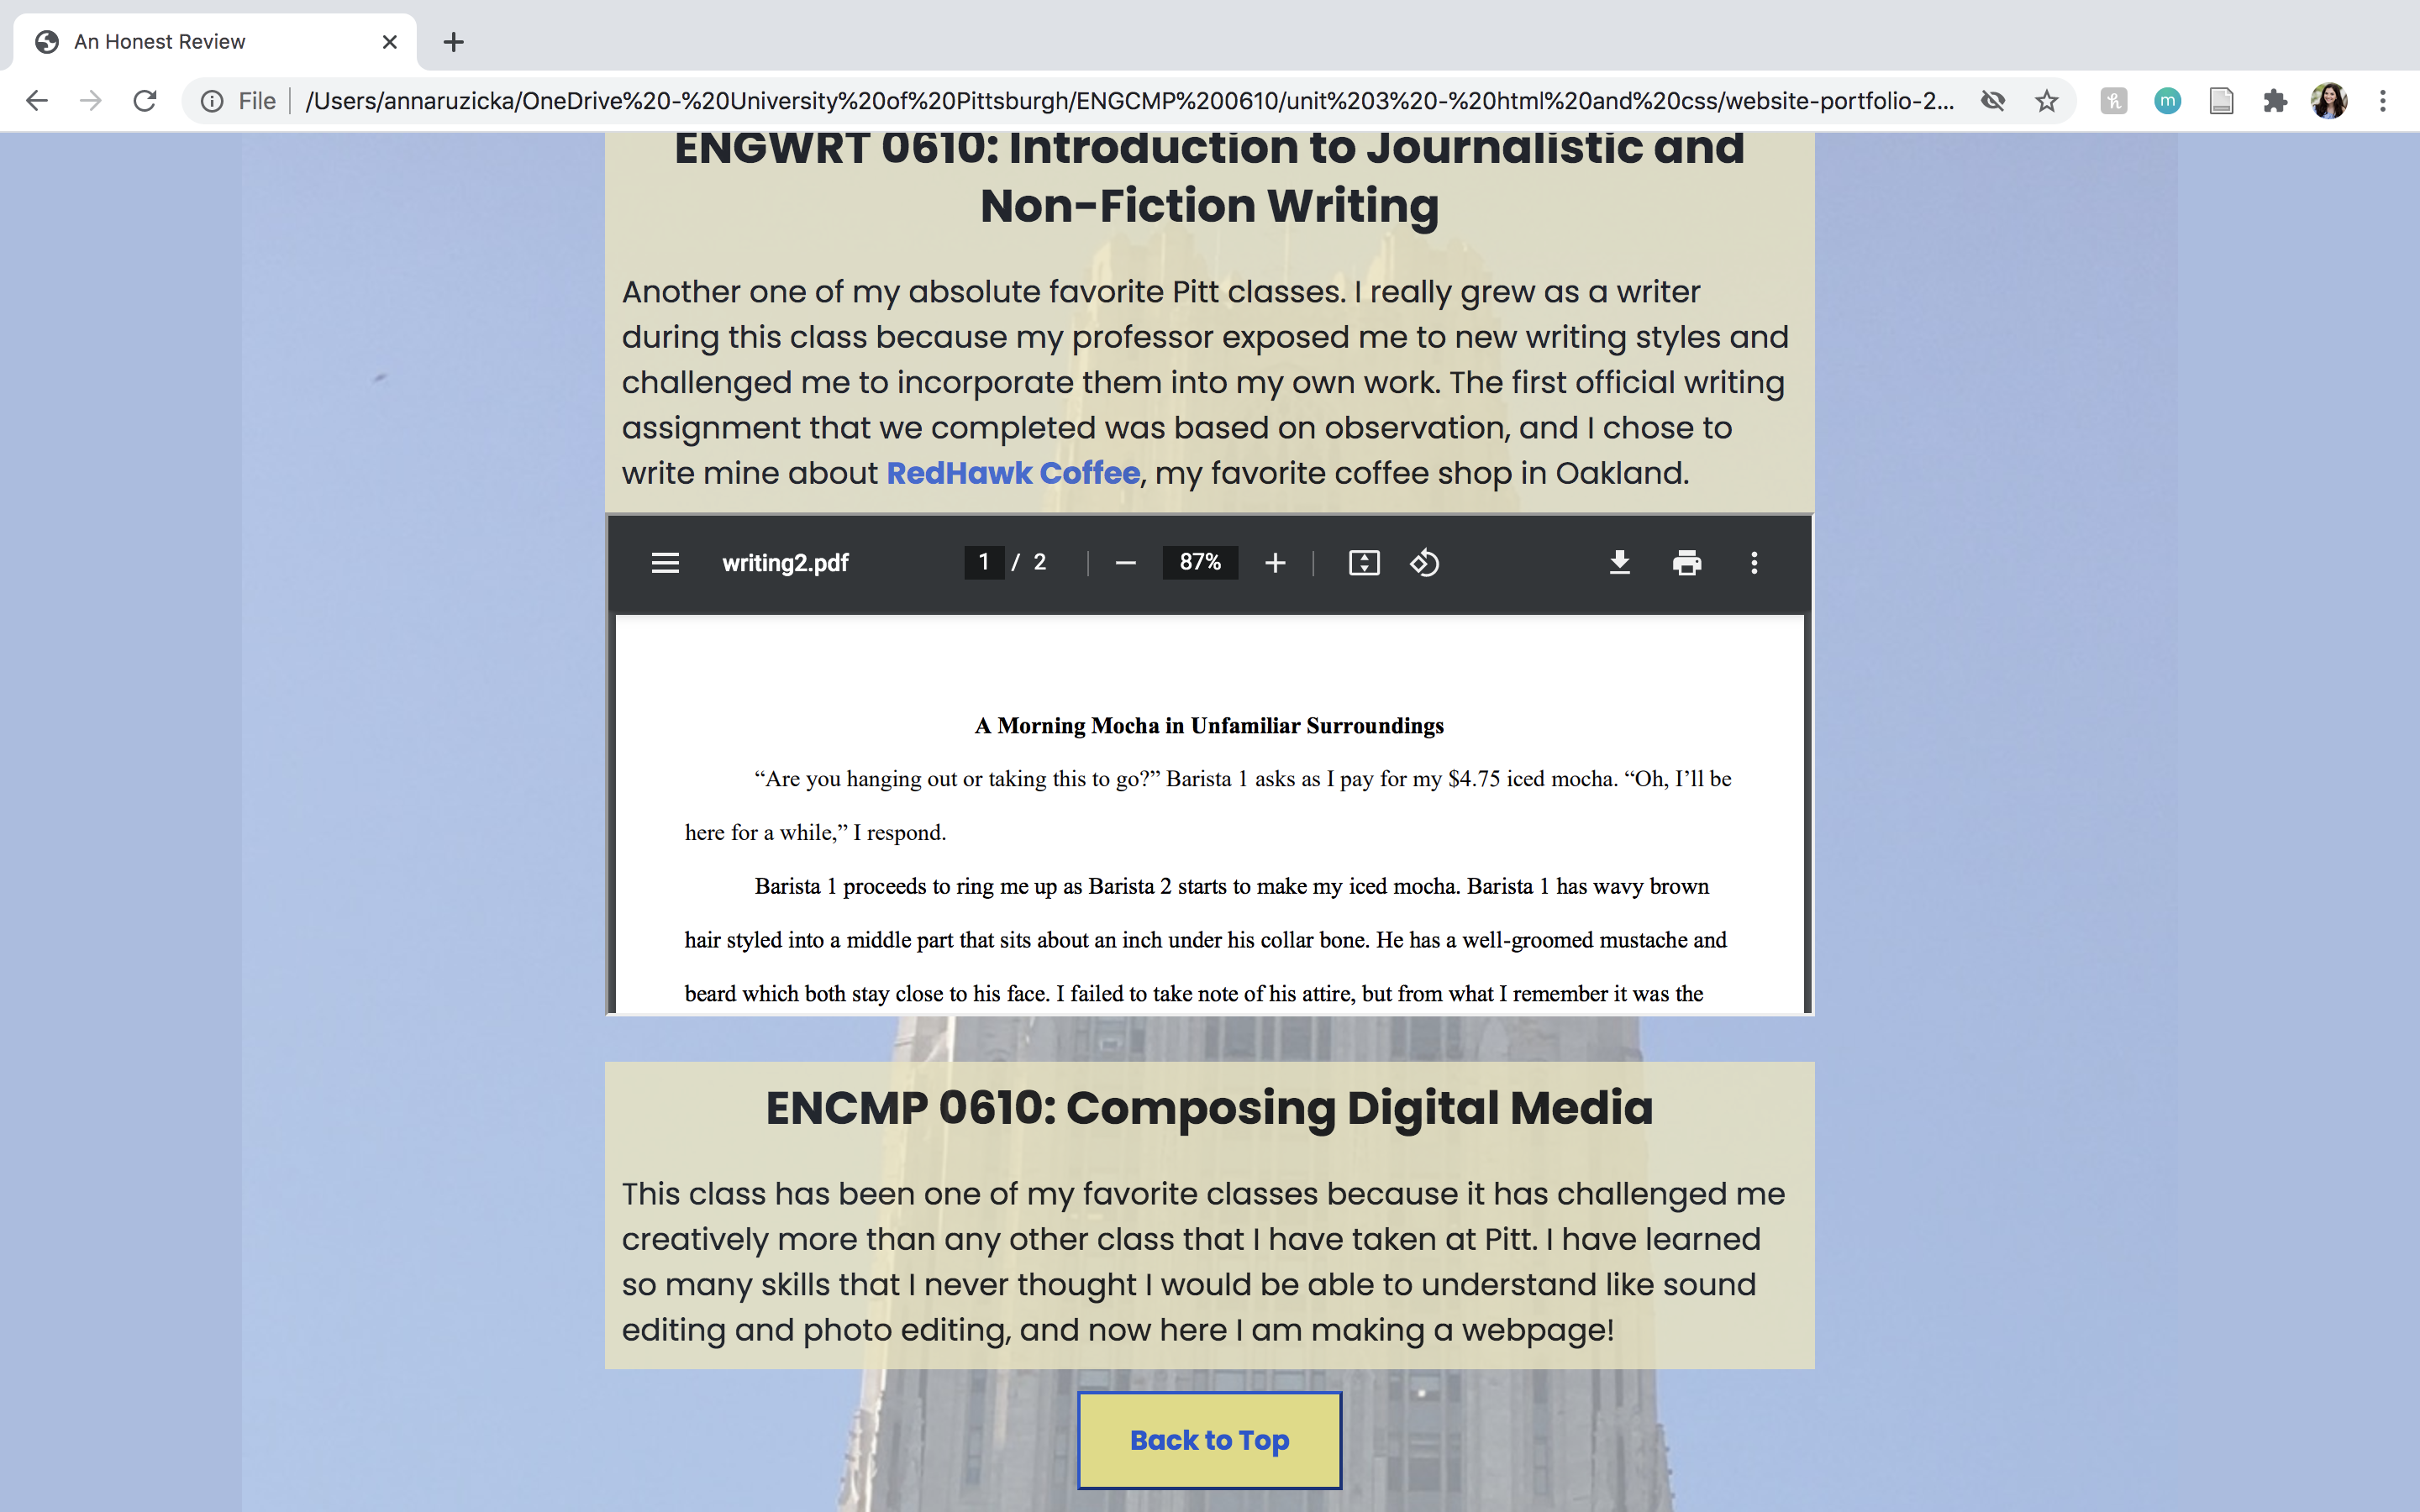 An Honest Review
File /Users/annaruzicka/OneDrive%20-%20University%20of%20Pittsburgh/ENGCMP%200610/unit%203%20-%20html%20and%20css/website-portfolio-2...
ENGWRT 0610: Introduction to Journalistic and
Non-Fiction Writing
Another one of my absolute favorite Pitt classes. I really grew as a writer
during this class because my professor exposed me to new writing styles and
challenged me to incorporate them into my own work. The first official writing
assignment that we completed was based on observation, and I chose to
write mine about RedHawk Coffee, my favorite coffee shop in Oakland.
writing2.pdf 1 / 2 87%
A Morning Mocha in Unfamiliar Surroundings
“Are you hanging out or taking this to go?” Barista 1 asks as I pay for my $4.75 iced mocha. “Oh, I’ll be
here for a while,” I respond.
Barista 1 proceeds to ring me up as Barista 2 starts to make my iced mocha. Barista 1 has wavy brown
hair styled into a middle part that sits about an inch under his collar bone. He has a well-groomed mustache and
beard which both stay close to his face. I failed to take note of his attire, but from what I remember it was the
ENCMP 0610: Composing Digital Media
This class has been one of my favorite classes because it has challenged me
creatively more than any other class that I have taken at Pitt. I have learned
so many skills that I never thought I would be able to understand like sound
editing and photo editing, and now here I am making a webpage!
Back to Top